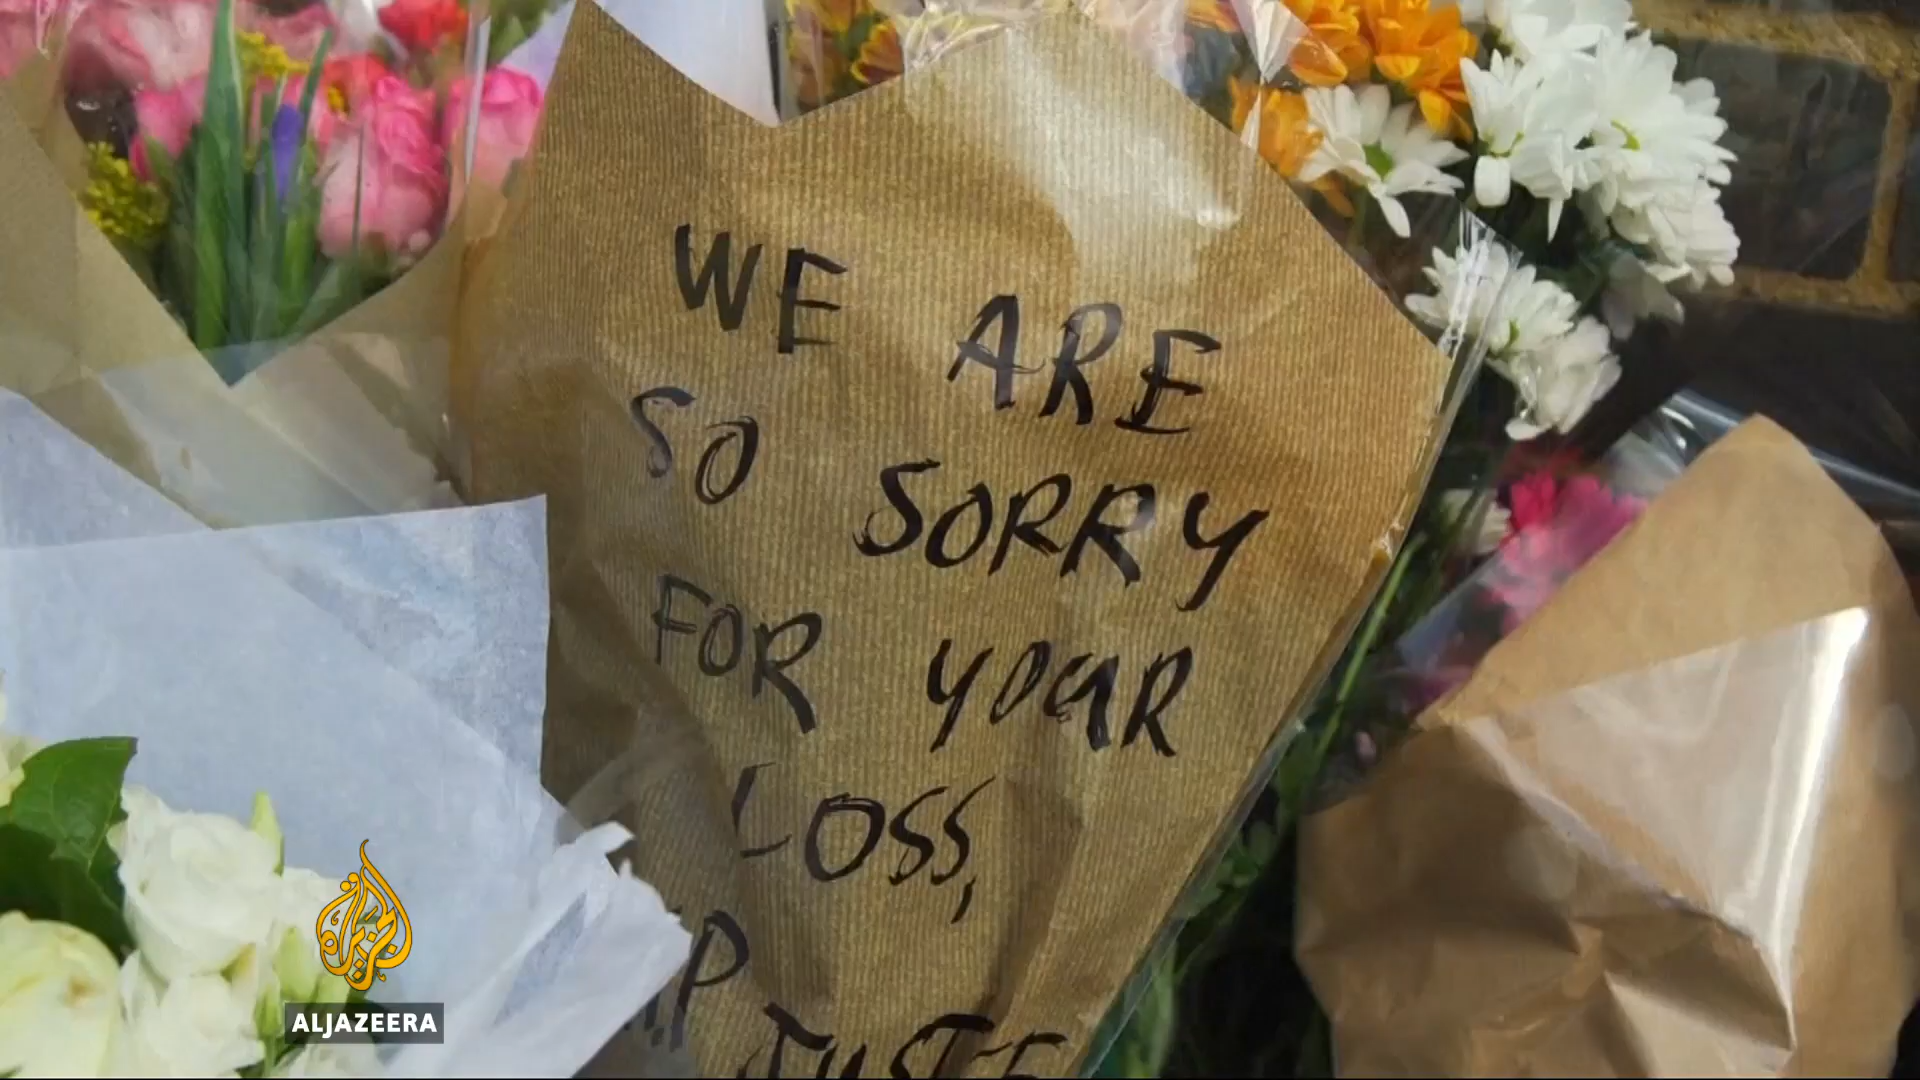 WE ARE
SO SORRY
FOR YOUR
LOSS,
الجزيرة
ALJAZEERA